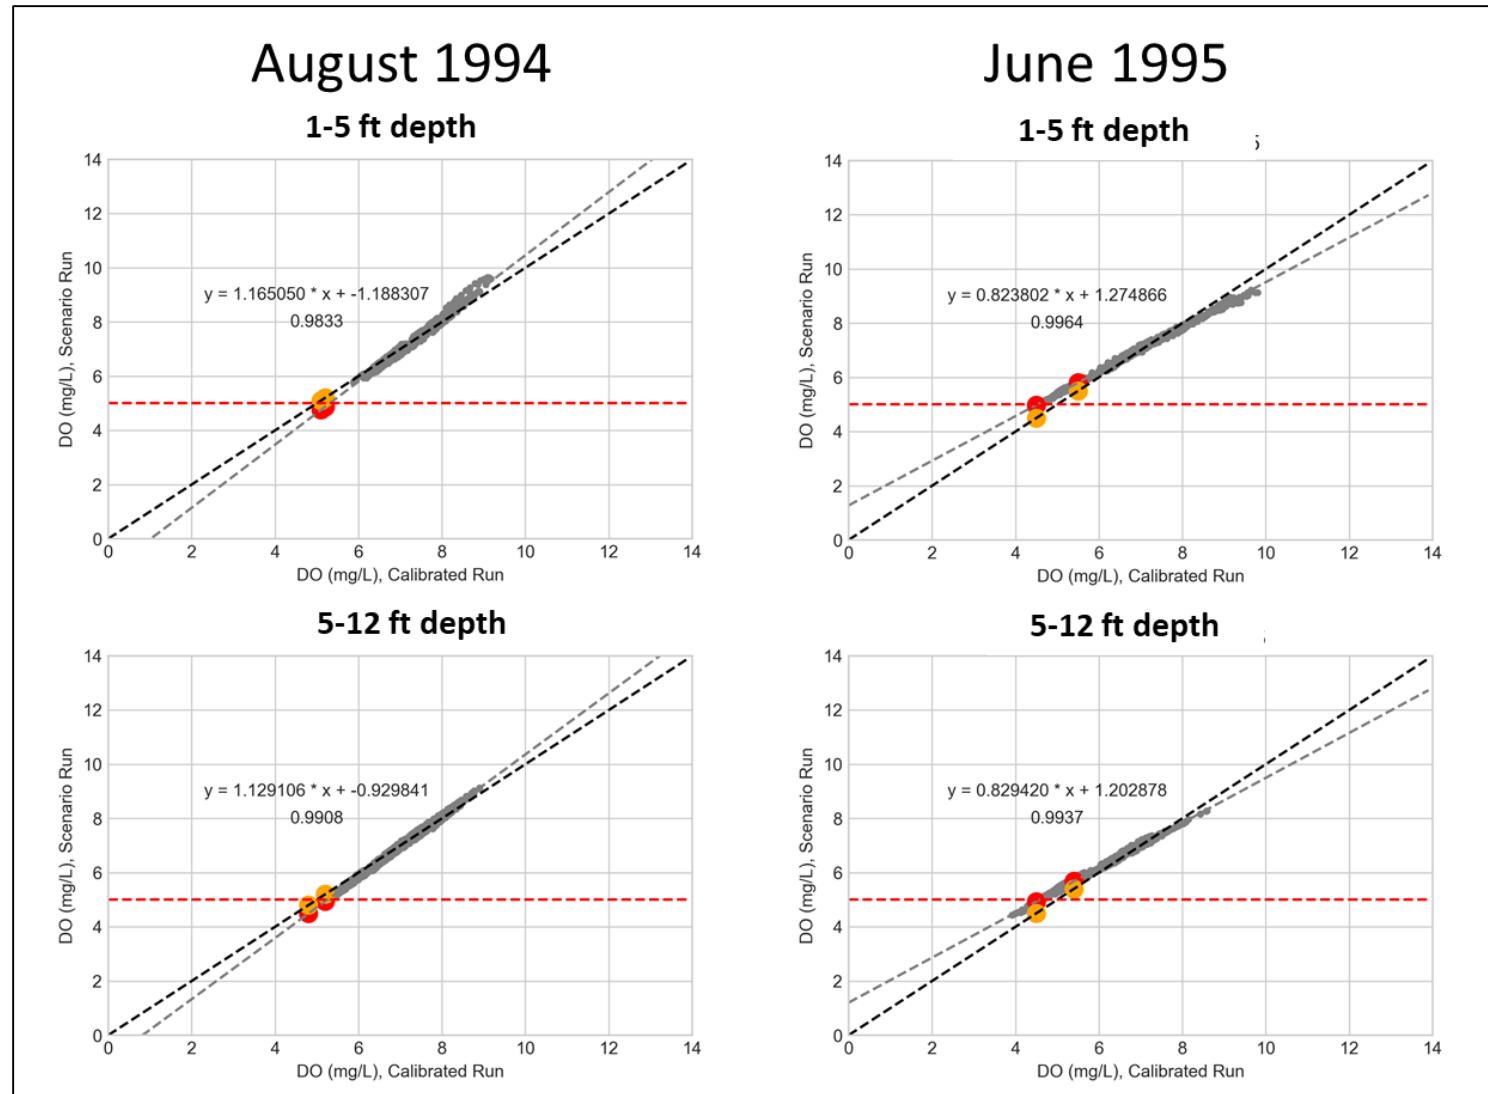 August 1994
June 1995
1-5 ft depth
1-5 ft depth
14
12
10
8
6
4
2
0
DO (mg/L), Scenario Run
y = 1.165050 * x + -1.188307
0.9833
0 2 4 6 8 10 12 14
DO (mg/L), Calibrated Run
14
12
10
8
6
4
2
0
DO (mg/L), Scenario Run
y = 0.823802 * x + 1.274866
0.9964
0 2 4 6 8 10 12 14
DO (mg/L), Calibrated Run
5-12 ft depth
5-12 ft depth
14
12
10
8
6
4
2
0
DO (mg/L), Scenario Run
y = 1.129106 * x + -0.929841
0.9908
0 2 4 6 8 10 12 14
DO (mg/L), Calibrated Run
14
12
10
8
6
4
2
0
DO (mg/L), Scenario Run
y = 0.829420 * x + 1.202878
0.9937
0 2 4 6 8 10 12 14
DO (mg/L), Calibrated Run